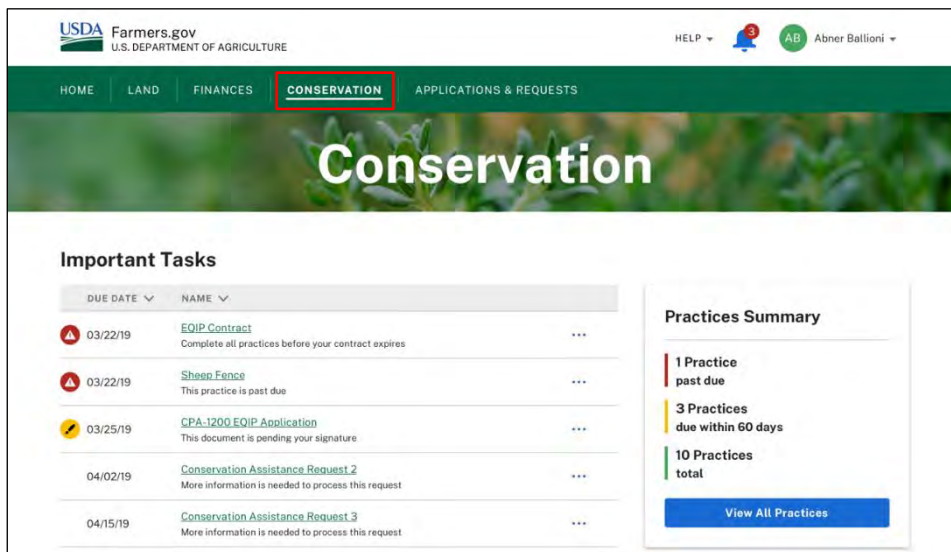 USDA Farmers.gov
U.S. DEPARTMENT OF AGRICULTURE
HELP
3
AB
Abner Ballioni
HOME LAND FINANCES CONSERVATION APPLICATIONS & REQUESTS
Conservation
Important Tasks
DUE DATE NAME
03/22/19 EQIP Contract
Complete all practices before your contract expires
03/22/19 Sheep Fence
This practice is past due
03/25/19 CPA-1200 EQIP Application
This document is pending your signature
04/02/19 Conservation Assistance Request 2
More information is needed to process this request
04/15/19 Conservation Assistance Request 3
More information is needed to process this request
Practices Summary
1 Practice
past due
3 Practices
due within 60 days
10 Practices
total
View All Practices